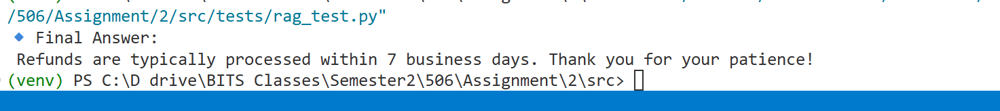 /506/Assignment/2/src/tests/rag_test.py"
🔹 Final Answer:
Refunds are typically processed within 7 business days. Thank you for your patience!
(venv) PS C:\D drive\BITS Classes\Semester2\506\Assignment\2\src>